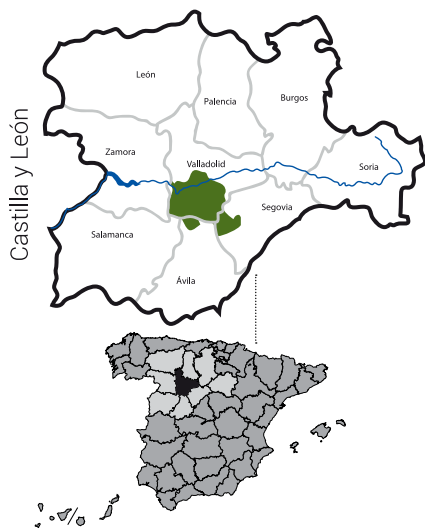 Castilla y León
León
Palencia
Burgos
Zamora
Valladolid
Soria
Segovia
Salamanca
Ávila